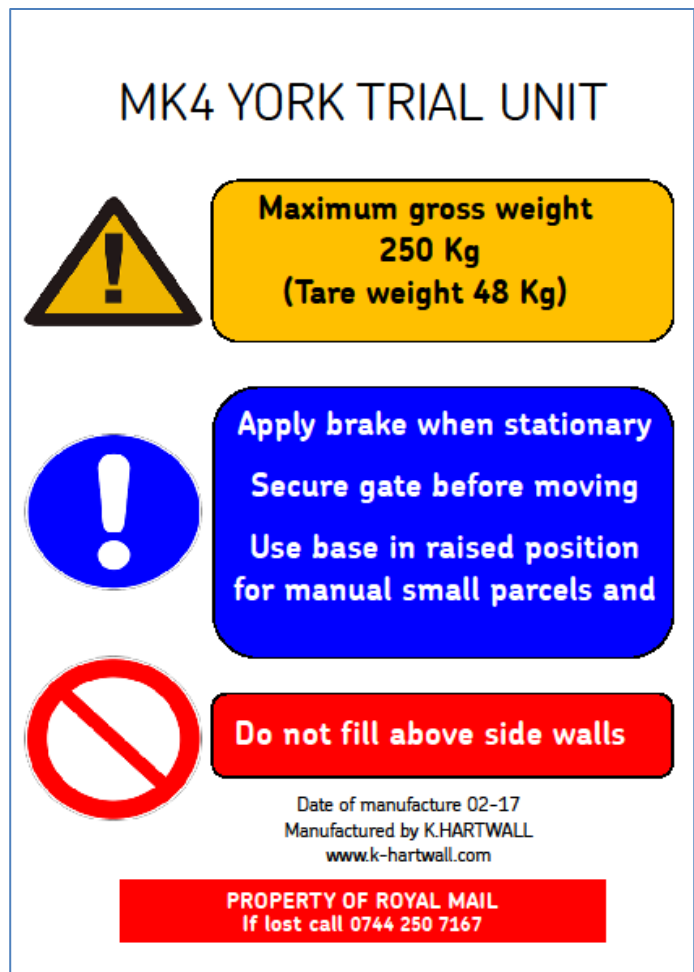 MK4 YORK TRIAL UNIT
Maximum gross weight
250 Kg
(Tare weight 48 Kg)
Apply brake when stationary
Secure gate before moving
Use base in raised position
for manual small parcels and
Do not fill above side walls
Date of manufacture 02-17
Manufactured by K.HARTWALL
www.k-hartwall.com
PROPERTY OF ROYAL MAIL
If lost call 0744 250 7167